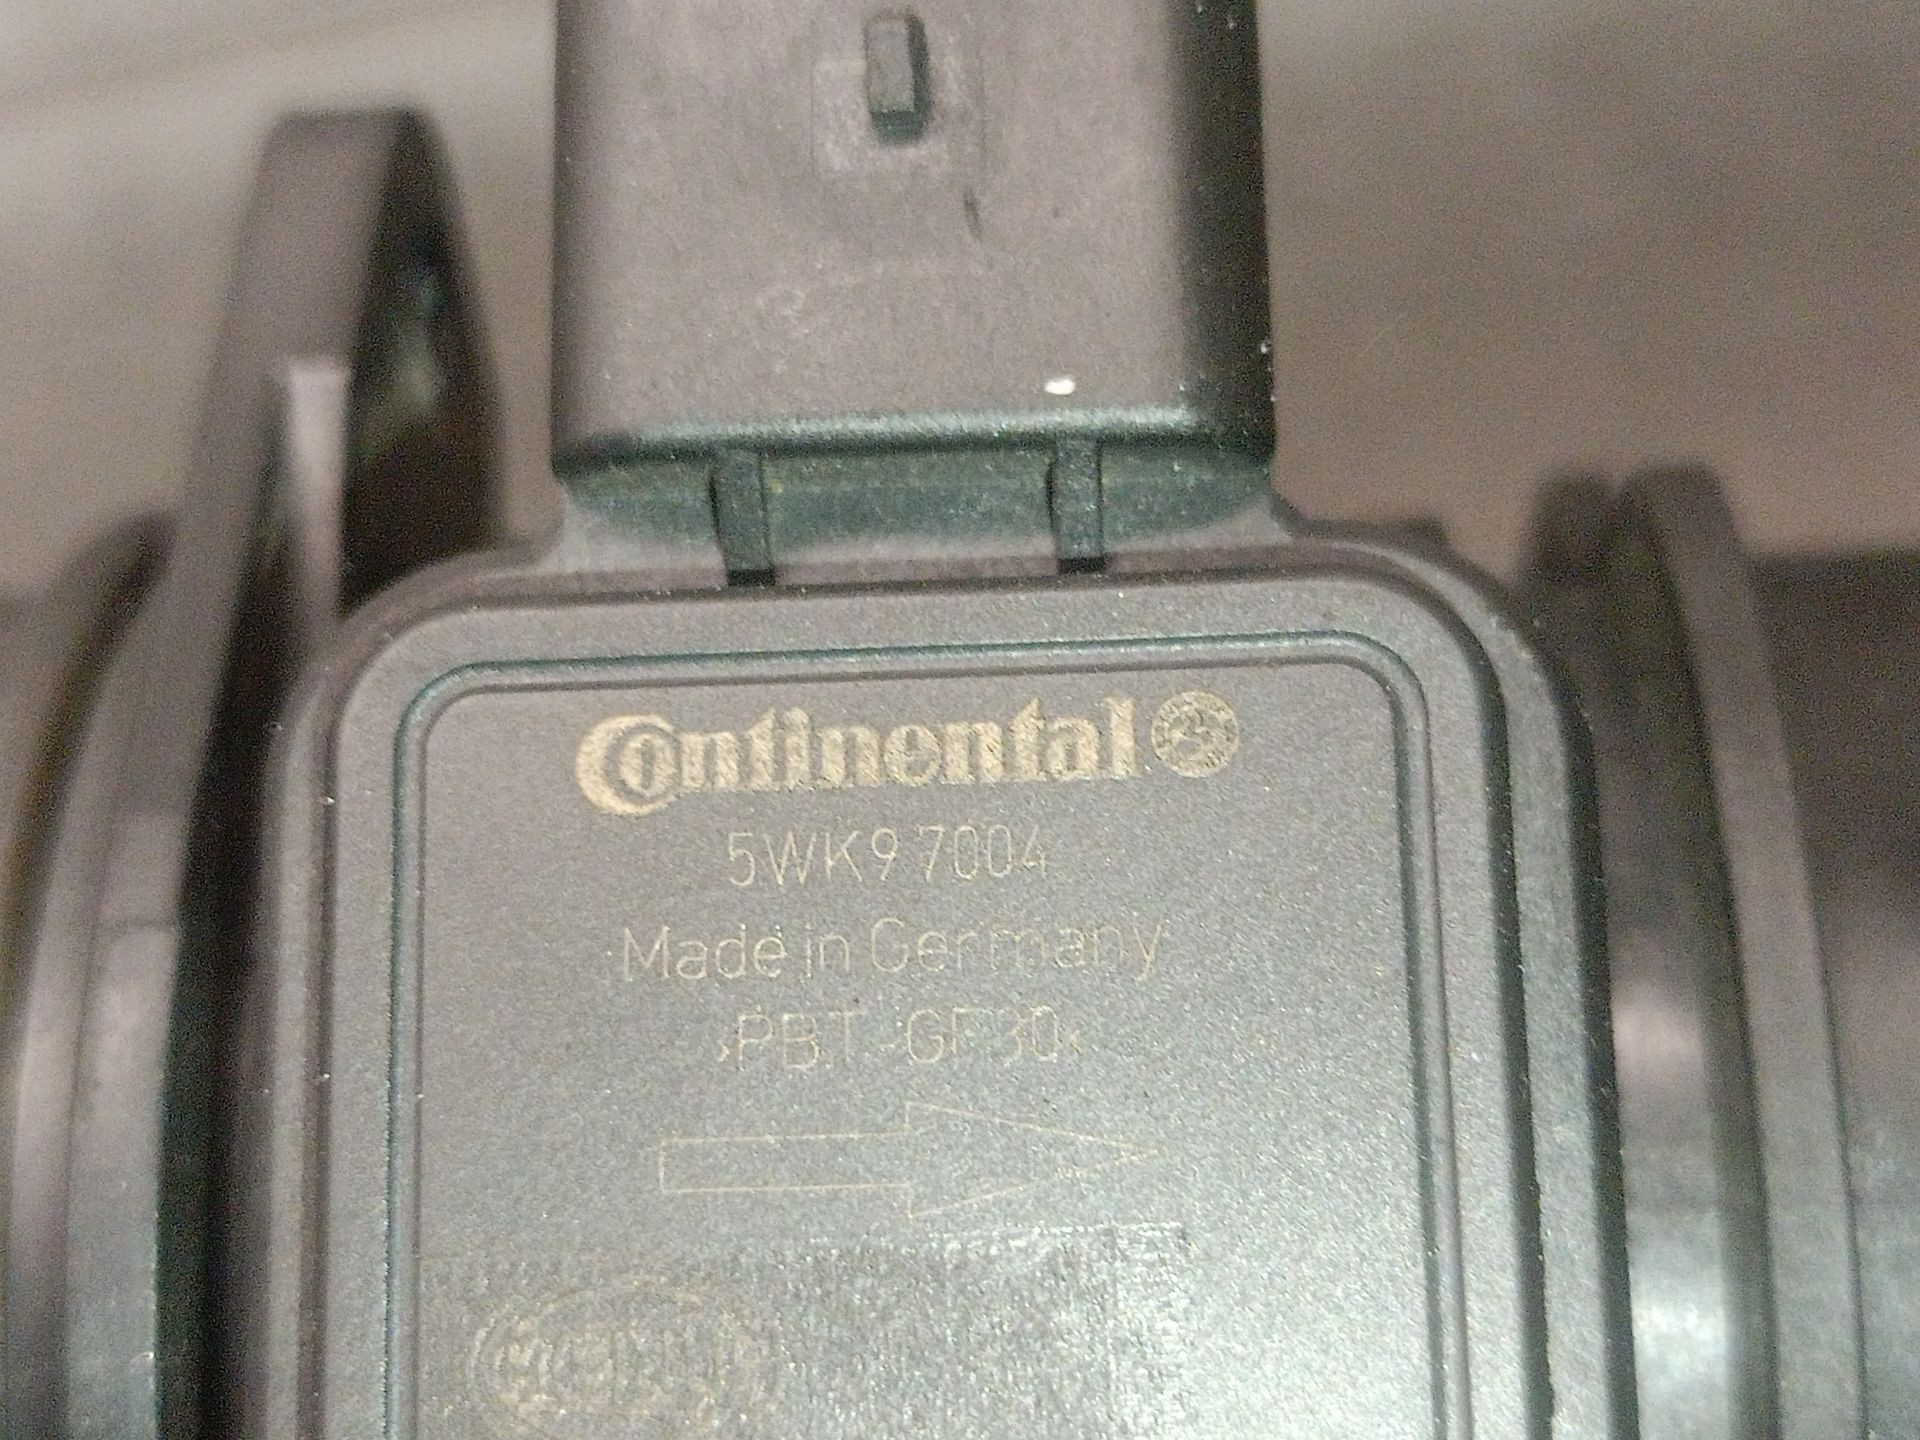 Continental
5WK9 7004
Made in Germany
>PBT-GF30<